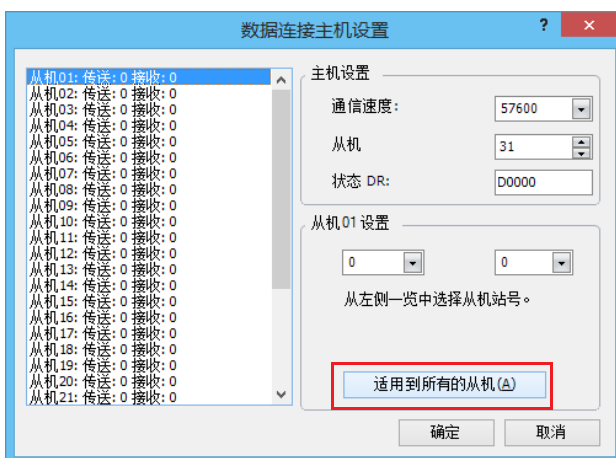 数据连接主机设置
?
×
从机01: 传送: 0 接收: 0
从机02: 传送: 0 接收: 0
从机03: 传送: 0 接收: 0
从机04: 传送: 0 接收: 0
从机05: 传送: 0 接收: 0
从机06: 传送: 0 接收: 0
从机07: 传送: 0 接收: 0
从机08: 传送: 0 接收: 0
从机09: 传送: 0 接收: 0
从机10: 传送: 0 接收: 0
从机11: 传送: 0 接收: 0
从机12: 传送: 0 接收: 0
从机13: 传送: 0 接收: 0
从机14: 传送: 0 接收: 0
从机15: 传送: 0 接收: 0
从机16: 传送: 0 接收: 0
从机17: 传送: 0 接收: 0
从机18: 传送: 0 接收: 0
从机19: 传送: 0 接收: 0
从机20: 传送: 0 接收: 0
从机21: 传送: 0 接收: 0
主机设置
通信速度: 57600
从机 31
状态 DR: D0000
从机01设置
0 0
从左侧一览中选择从机站号。
适用到所有的从机(A)
确定 取消